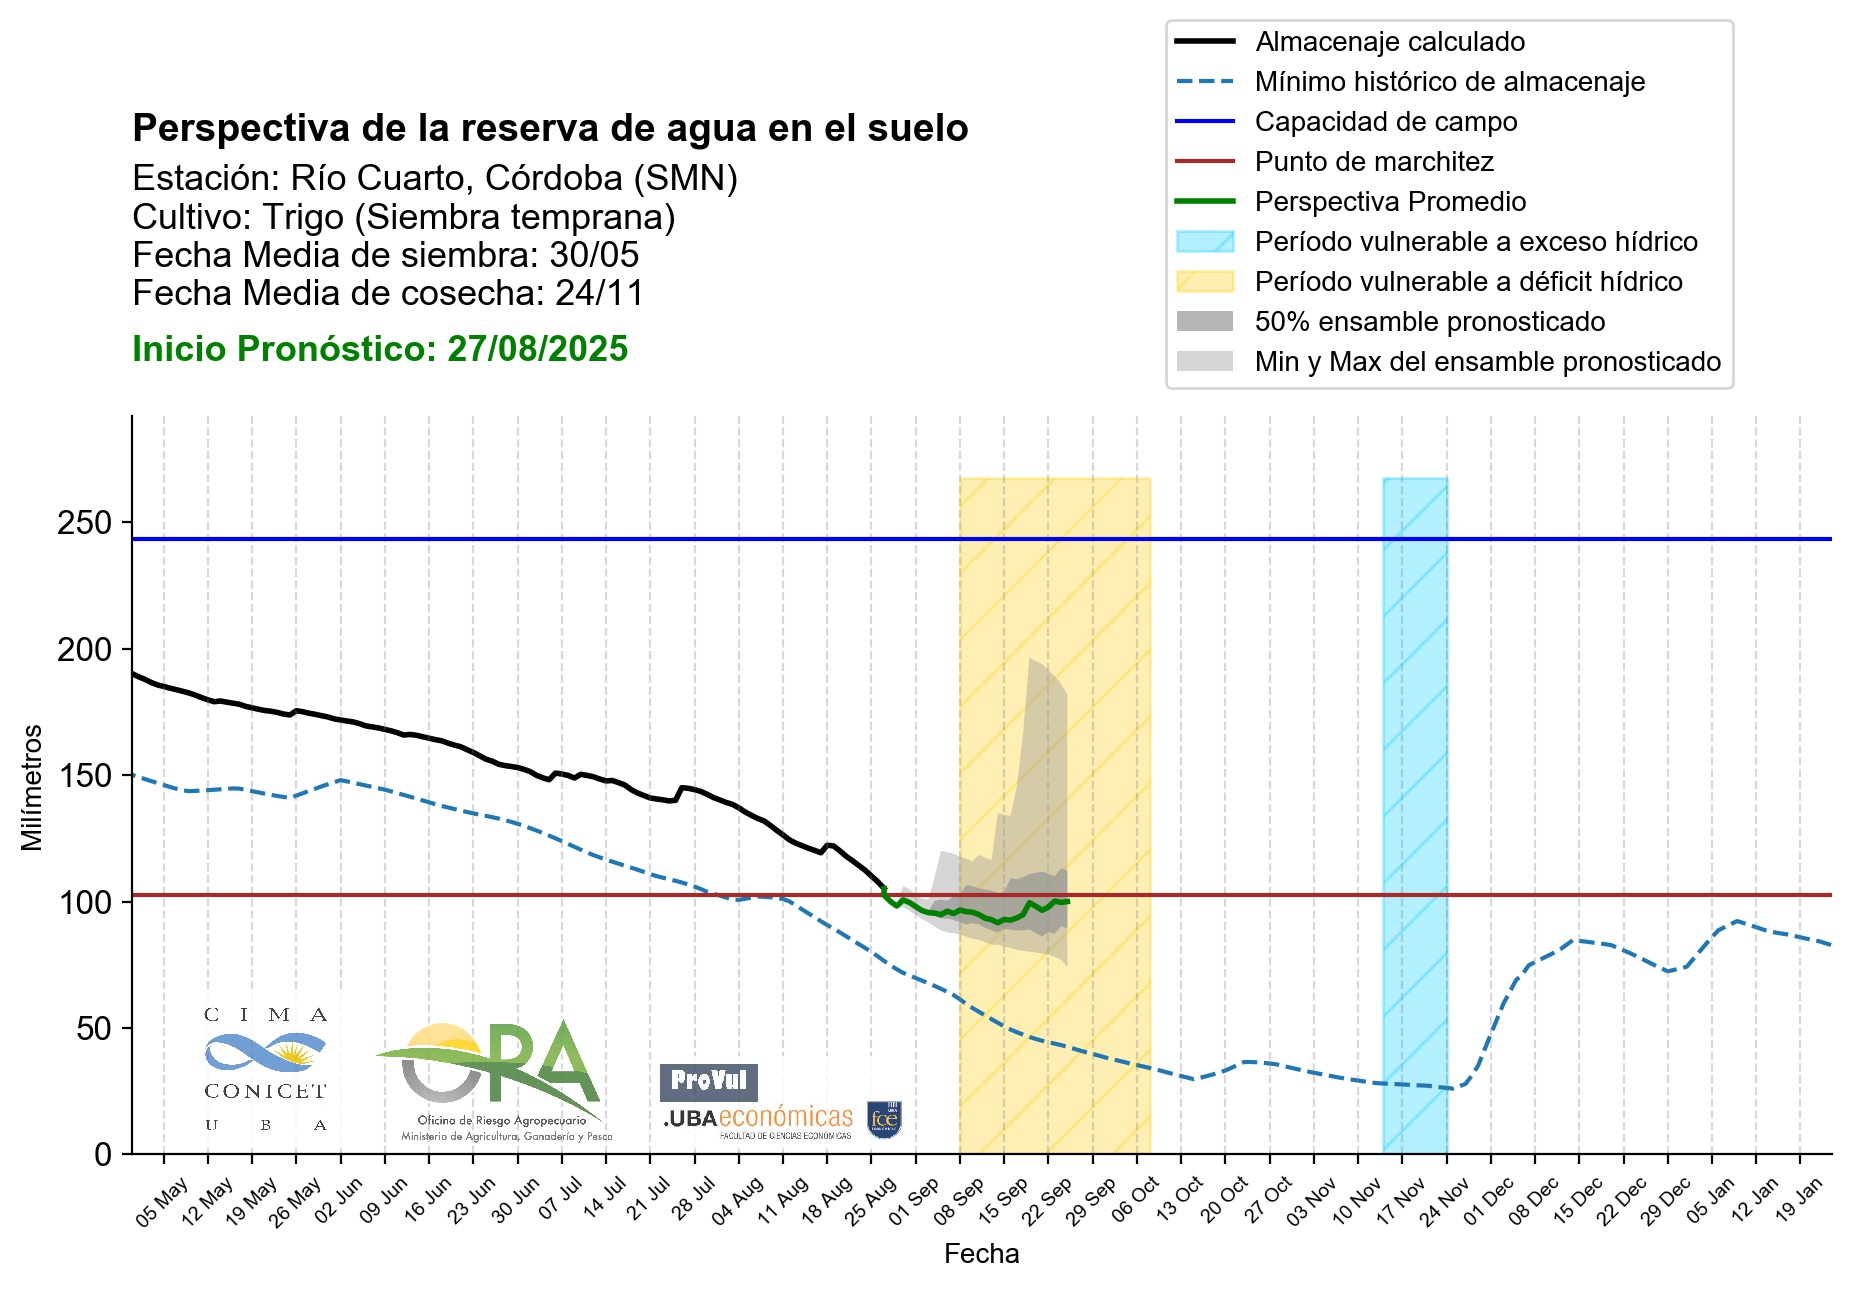 Almacenaje calculado
Mínimo histórico de almacenaje
Capacidad de campo
Punto de marchitez
Perspectiva Promedio
Período vulnerable a exceso hídrico
Período vulnerable a déficit hídrico
50% ensamble pronosticado
Min y Max del ensamble pronosticado
Perspectiva de la reserva de agua en el suelo
Estación: Río Cuarto, Córdoba (SMN)
Cultivo: Trigo (Siembra temprana)
Fecha Media de siembra: 30/05
Fecha Media de cosecha: 24/11
Inicio Pronóstico: 27/08/2025
Milímetros
250
200
150
100
50
0
CIMA
CONICET
UBA
ORA
Oficina de Riesgo Agropecuario
Ministerio de Agricultura, Ganadería y Pesca
ProVul
.UBAeconómicas
FACULTAD DE CIENCIAS ECONÓMICAS
fce
05 May
12 May
19 May
26 May
02 Jun
09 Jun
16 Jun
23 Jun
30 Jun
07 Jul
14 Jul
21 Jul
28 Jul
04 Aug
11 Aug
18 Aug
25 Aug
01 Sep
08 Sep
15 Sep
22 Sep
29 Sep
06 Oct
13 Oct
20 Oct
27 Oct
03 Nov
10 Nov
17 Nov
24 Nov
01 Dec
08 Dec
15 Dec
22 Dec
29 Dec
05 Jan
12 Jan
19 Jan
Fecha